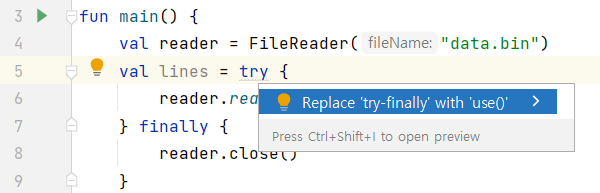 3 fun main() {
4 val reader = FileReader( fileName: "data.bin")
5 val lines = try {
6 reader.rea
Replace 'try-finally' with 'use()'
Press Ctrl+Shift+I to open preview
7 } finally {
8 reader.close()
9 }